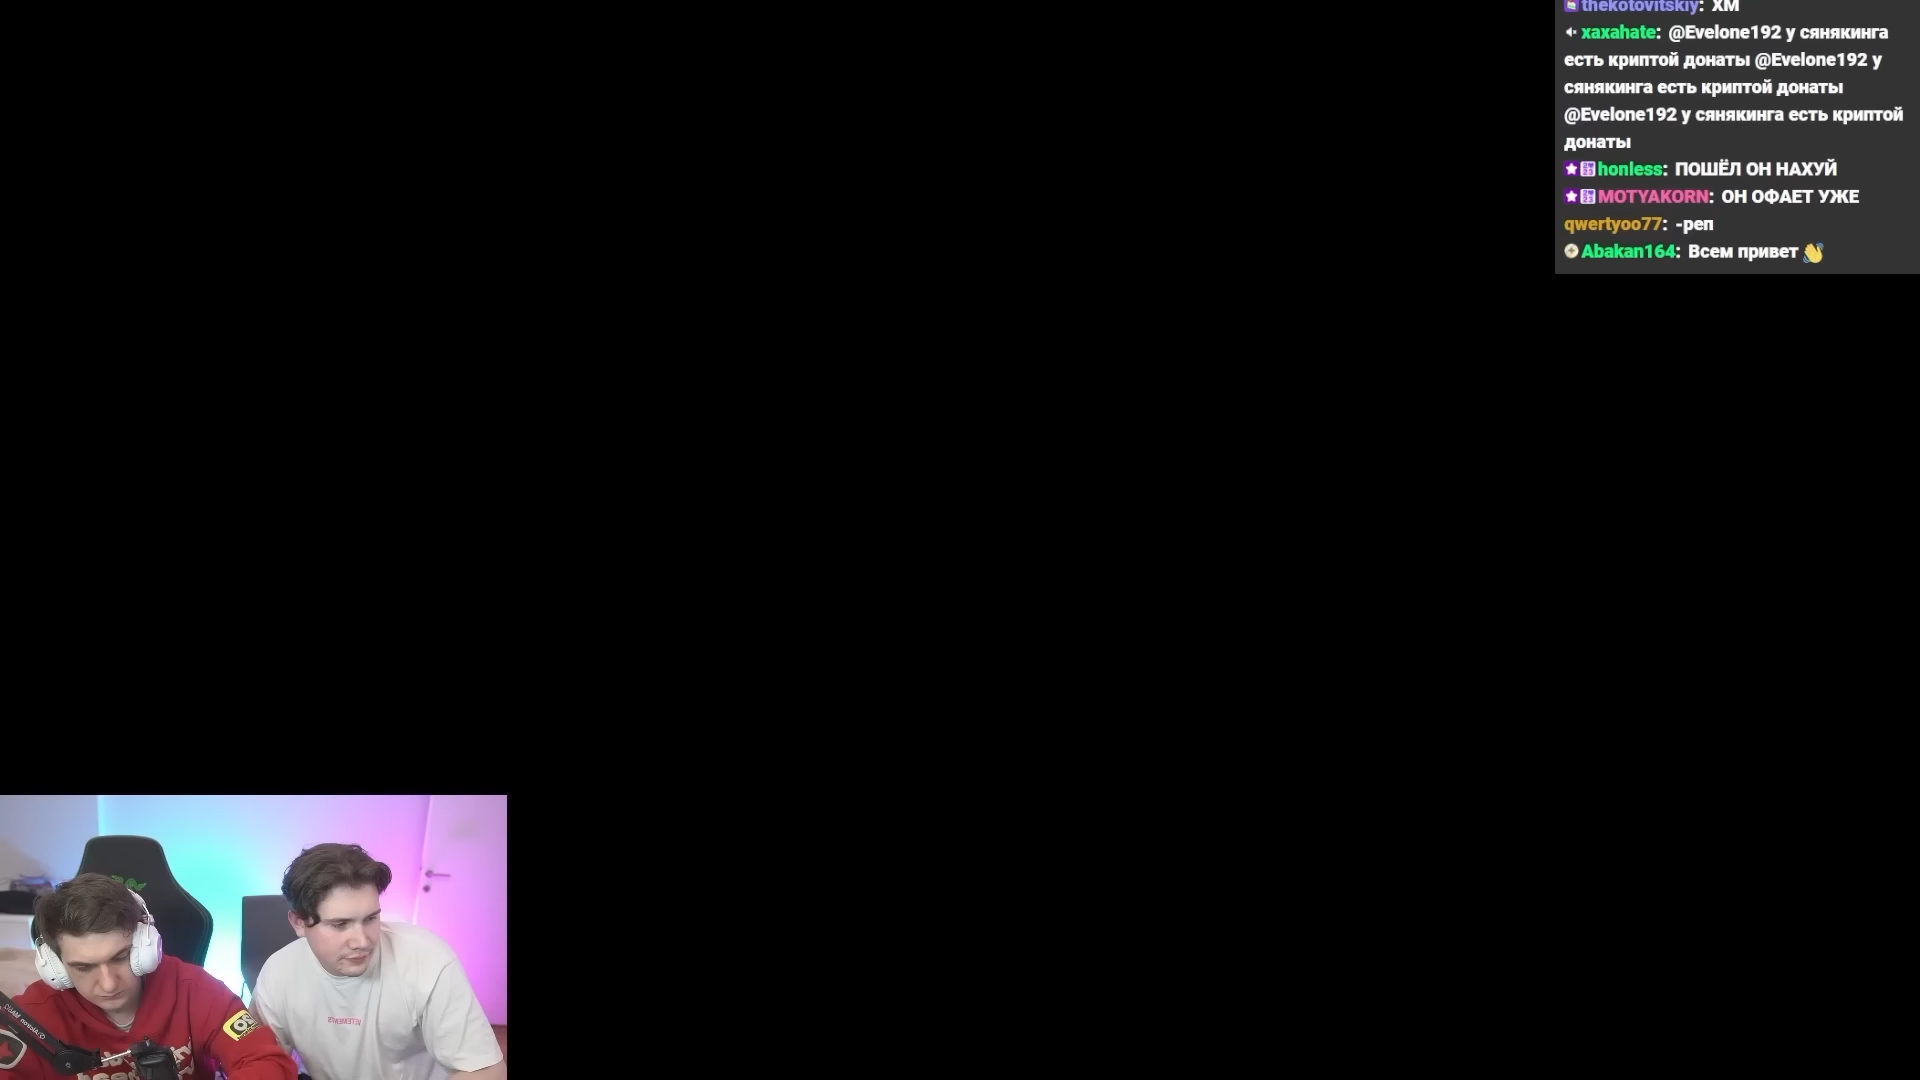 thekotovitskiy: ХМ
xaxahate: @Evelone192 у сянякинга
есть криптой донаты @Evelone192 у
сянякинга есть криптой донаты
@Evelone192 у сянякинга есть криптой
донаты
honless: ПОШЁЛ ОН НАХУЙ
MOTYAKORN: ОН ОФАЕТ УЖЕ
qwertyoo77: -реп
Abakan164: Всем привет 👋
VETEMENTS